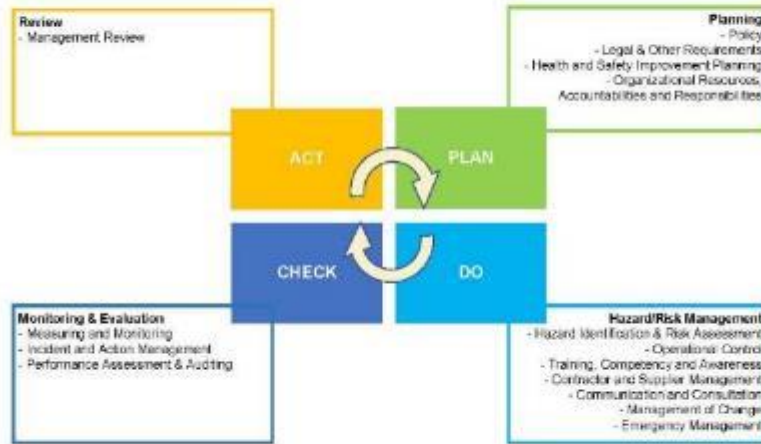 Review
- Management Review
Planning
- Policy
- Legal & Other Requirements
- Health and Safety Improvement Planning
- Organizational Resources,
Accountabilities and Responsibilities
ACT
PLAN
CHECK
DO
Monitoring & Evaluation
- Measuring and Monitoring
- Incident and Action Management
- Performance Assessment & Auditing
Hazard/Risk Management
- Hazard Identification & Risk Assessment
- Operational Control
- Training, Competency and Awareness
- Contractor and Supplier Management
- Communication and Consultation
- Management of Change
- Emergency Management